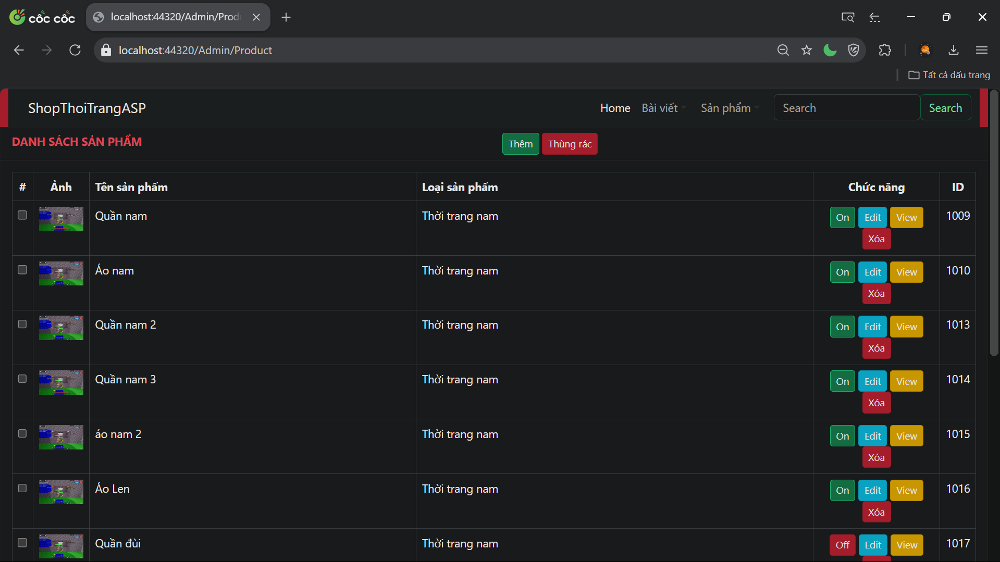 cốc cốc
localhost:44320/Admin/Prod
localhost:44320/Admin/Product
Tất cả dấu trang
ShopThoiTrangASP Home Bài viết Sản phẩm Search Search
DANH SÁCH SẢN PHẨM Thêm Thùng rác
# Ảnh Tên sản phẩm Loại sản phẩm Chức năng ID
Quần nam Thời trang nam On Edit View 1009
Xóa
Áo nam Thời trang nam On Edit View 1010
Xóa
Quần nam 2 Thời trang nam On Edit View 1013
Xóa
Quần nam 3 Thời trang nam On Edit View 1014
Xóa
áo nam 2 Thời trang nam On Edit View 1015
Xóa
Áo Len Thời trang nam On Edit View 1016
Xóa
Quần đùi Thời trang nam Off Edit View 1017